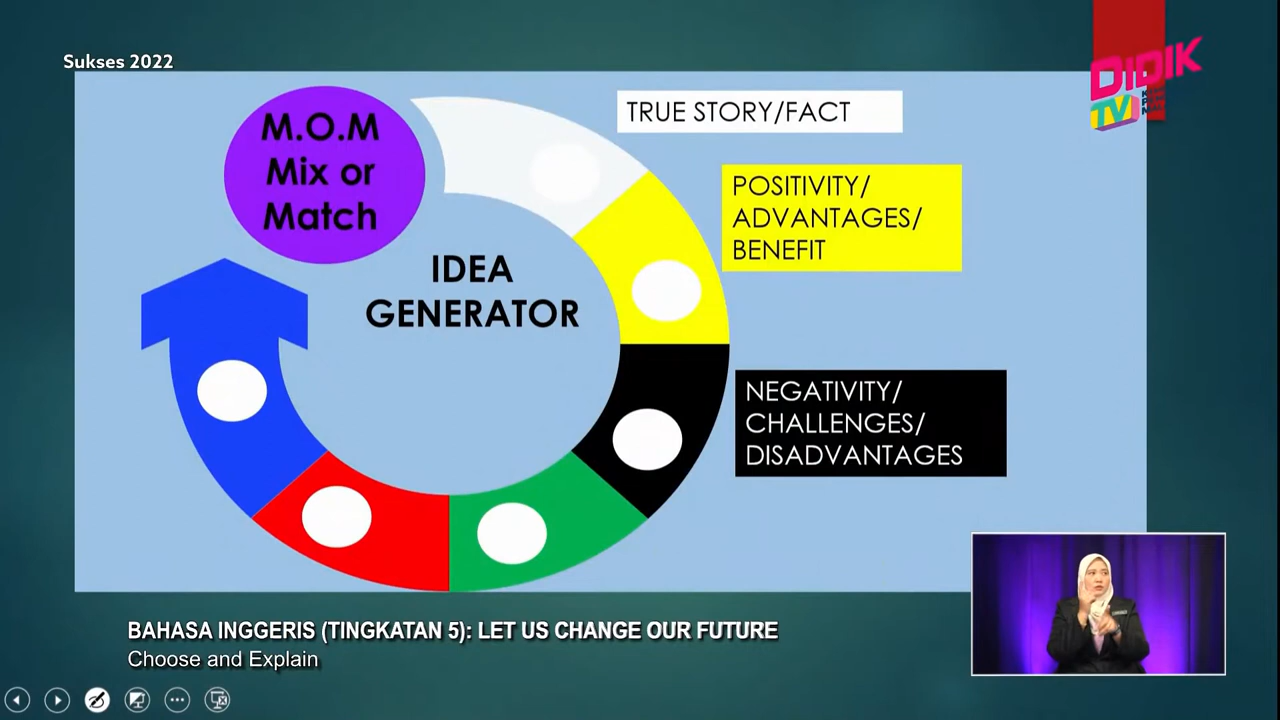 Sukses 2022
DIDIK
TV
M.O.M
Mix or
Match
IDEA
GENERATOR
TRUE STORY/FACT
POSITIVITY/
ADVANTAGES/
BENEFIT
NEGATIVITY/
CHALLENGES/
DISADVANTAGES
BAHASA INGGERIS (TINGKATAN 5): LET US CHANGE OUR FUTURE
Choose and Explain